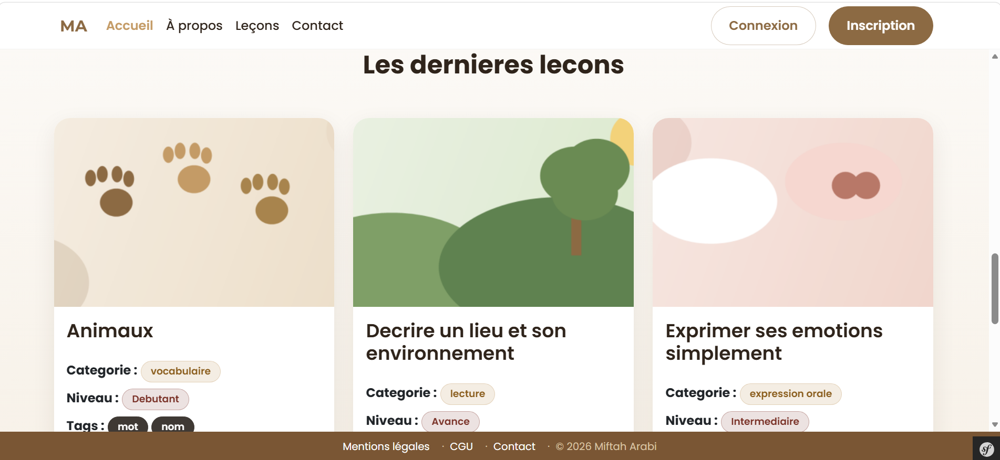 MA Accueil À propos Leçons Contact Connexion Inscription
Les dernieres lecons
Animaux
Categorie : vocabulaire
Niveau : Debutant
Tags : mot nom
Decrire un lieu et son
environnement
Categorie : lecture
Niveau : Avance
Exprimer ses emotions
simplement
Categorie : expression orale
Niveau : Intermediaire
Mentions légales · CGU · Contact · © 2026 Miftah Arabi
sf